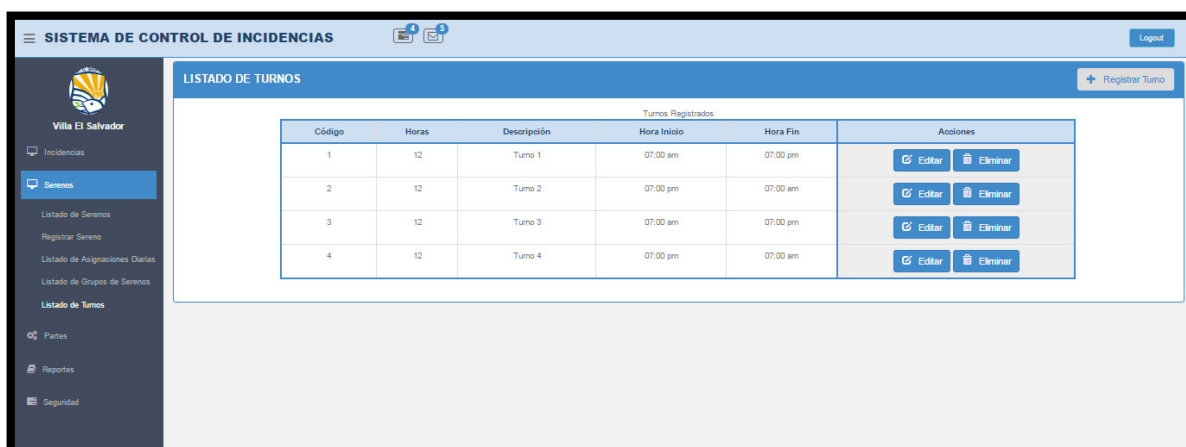 SISTEMA DE CONTROL DE INCIDENCIAS 4 5 Logout
Villa El Salvador
Incidencias
Serenos
Listado de Serenos
Registrar Sereno
Listado de Asignaciones Diarias
Listado de Grupos de Serenos
Listado de Turnos
Partes
Reportes
Seguridad
LISTADO DE TURNOS Registrar Turno
Turnos Registrados
Código Horas Descripción Hora Inicio Hora Fin Acciones
1 12 Turno 1 07:00 am 07:00 pm Editar Eliminar
2 12 Turno 2 07:00 pm 07:00 am Editar Eliminar
3 12 Turno 3 07:00 am 07:00 pm Editar Eliminar
4 12 Turno 4 07:00 pm 07:00 am Editar Eliminar